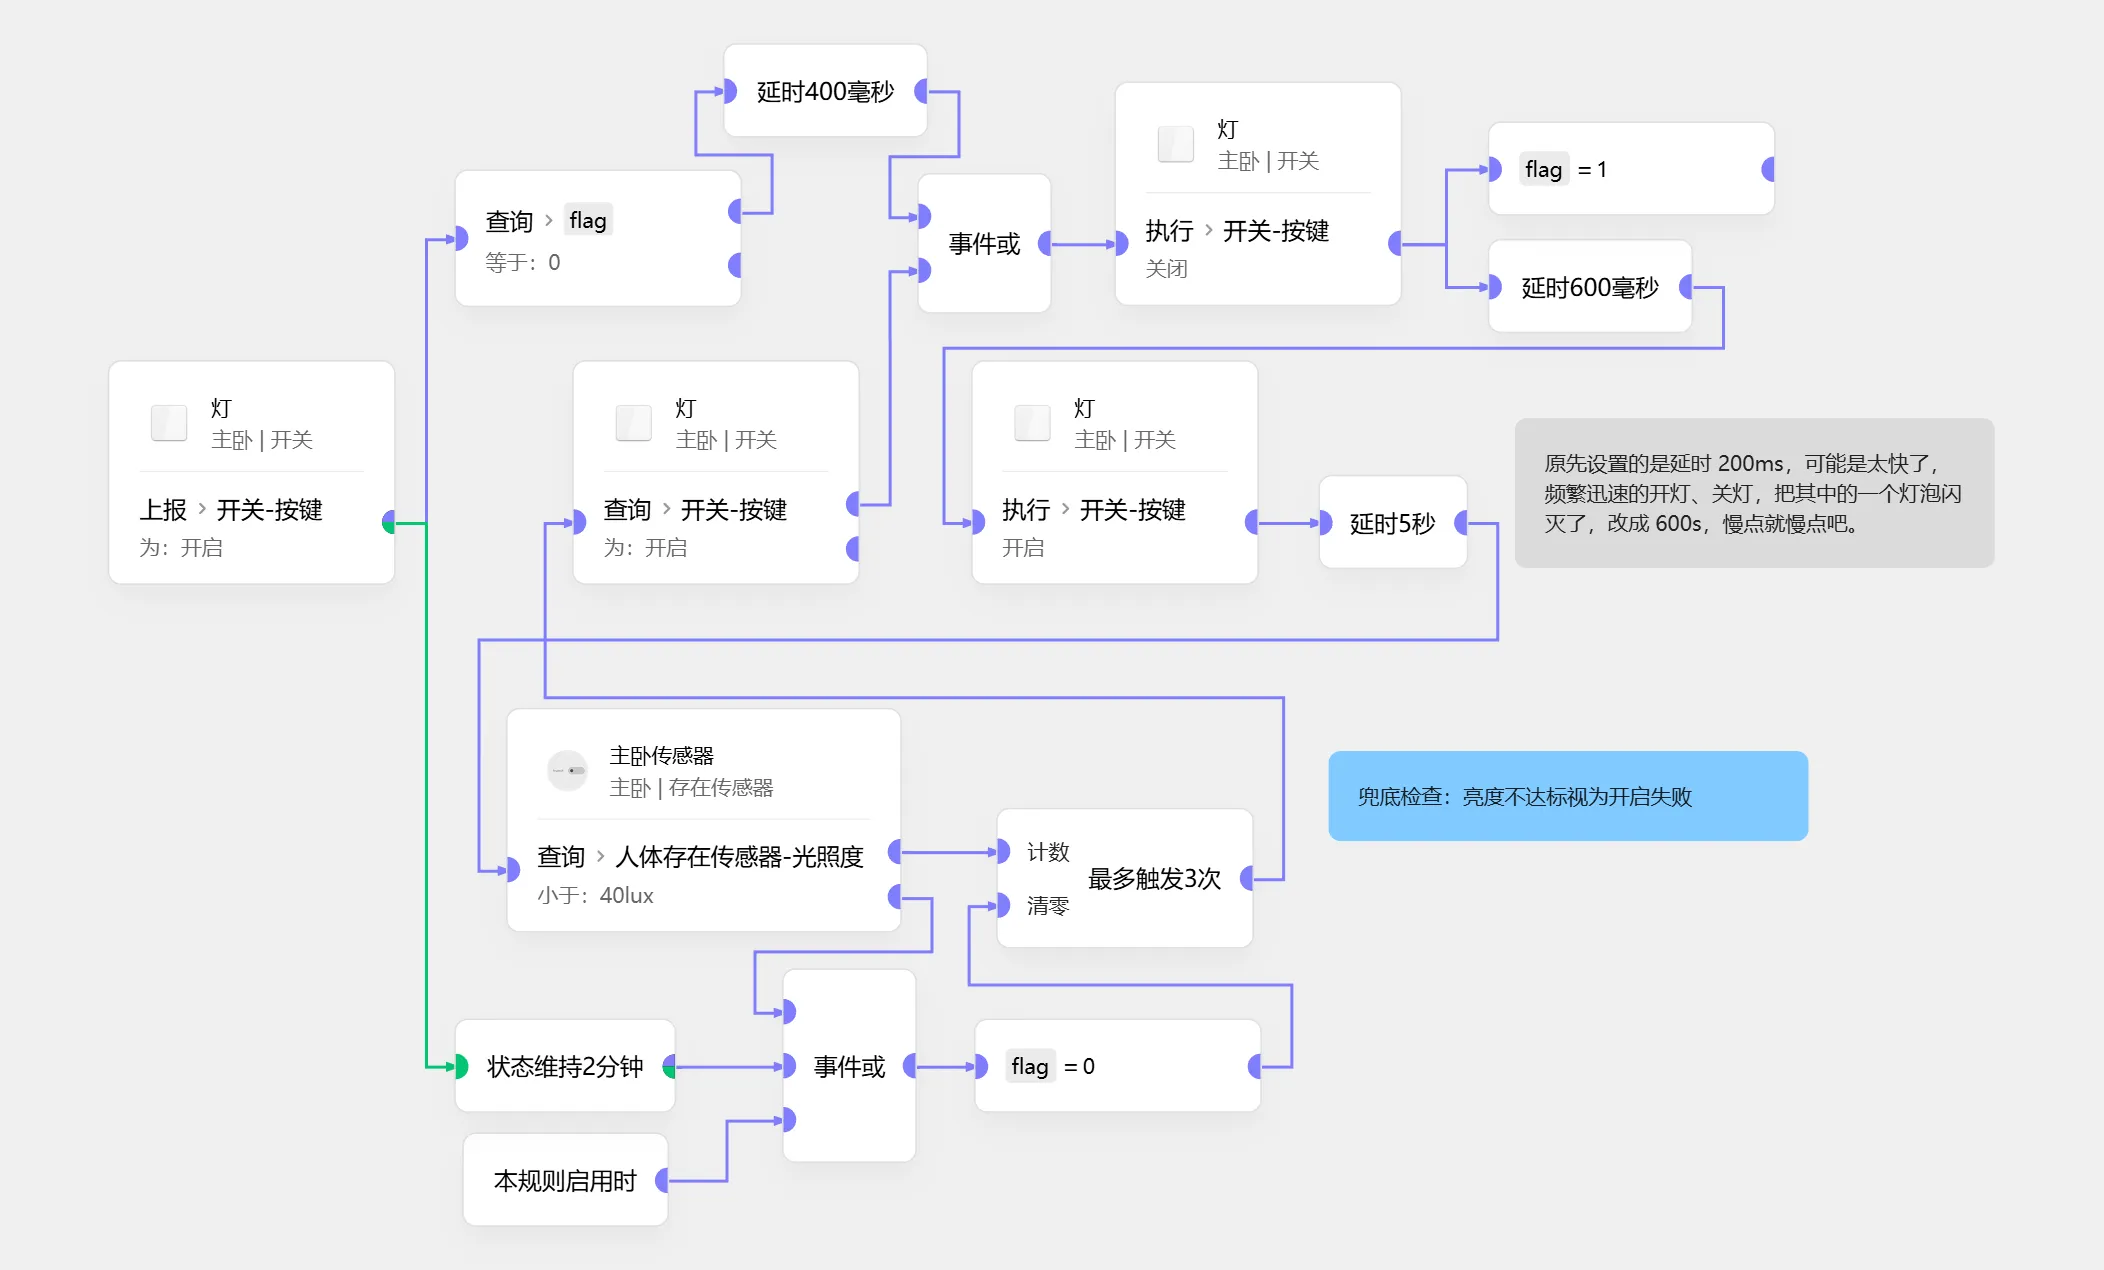 延时400毫秒
灯
主卧 | 开关
执行 > 开关-按键
关闭
flag = 1
查询 > flag
等于：0
事件或
延时600毫秒
灯
主卧 | 开关
上报 > 开关-按键
为：开启
灯
主卧 | 开关
查询 > 开关-按键
为：开启
灯
主卧 | 开关
执行 > 开关-按键
开启
延时5秒
原先设置的是延时 200ms，可能是太快了，
频繁迅速的开灯、关灯，把其中的一个灯泡闪
灭了，改成 600s，慢点就慢点吧。
主卧传感器
主卧 | 存在传感器
查询 > 人体存在传感器-光照度
小于：40lux
计数
最多触发3次
清零
兜底检查：亮度不达标视为开启失败
状态维持2分钟
事件或
flag = 0
本规则启用时